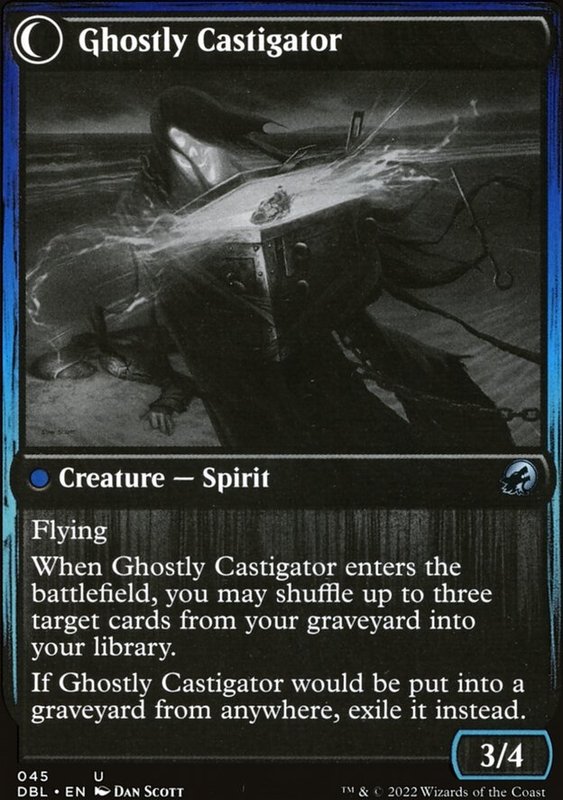 Ghostly Castigator
Creature — Spirit
Flying
When Ghostly Castigator enters the
battlefield, you may shuffle up to three
target cards from your graveyard into
your library.
If Ghostly Castigator would be put into a
graveyard from anywhere, exile it instead.
3/4
045 U
DBL • EN Dan Scott
™ & © 2022 Wizards of the Coast